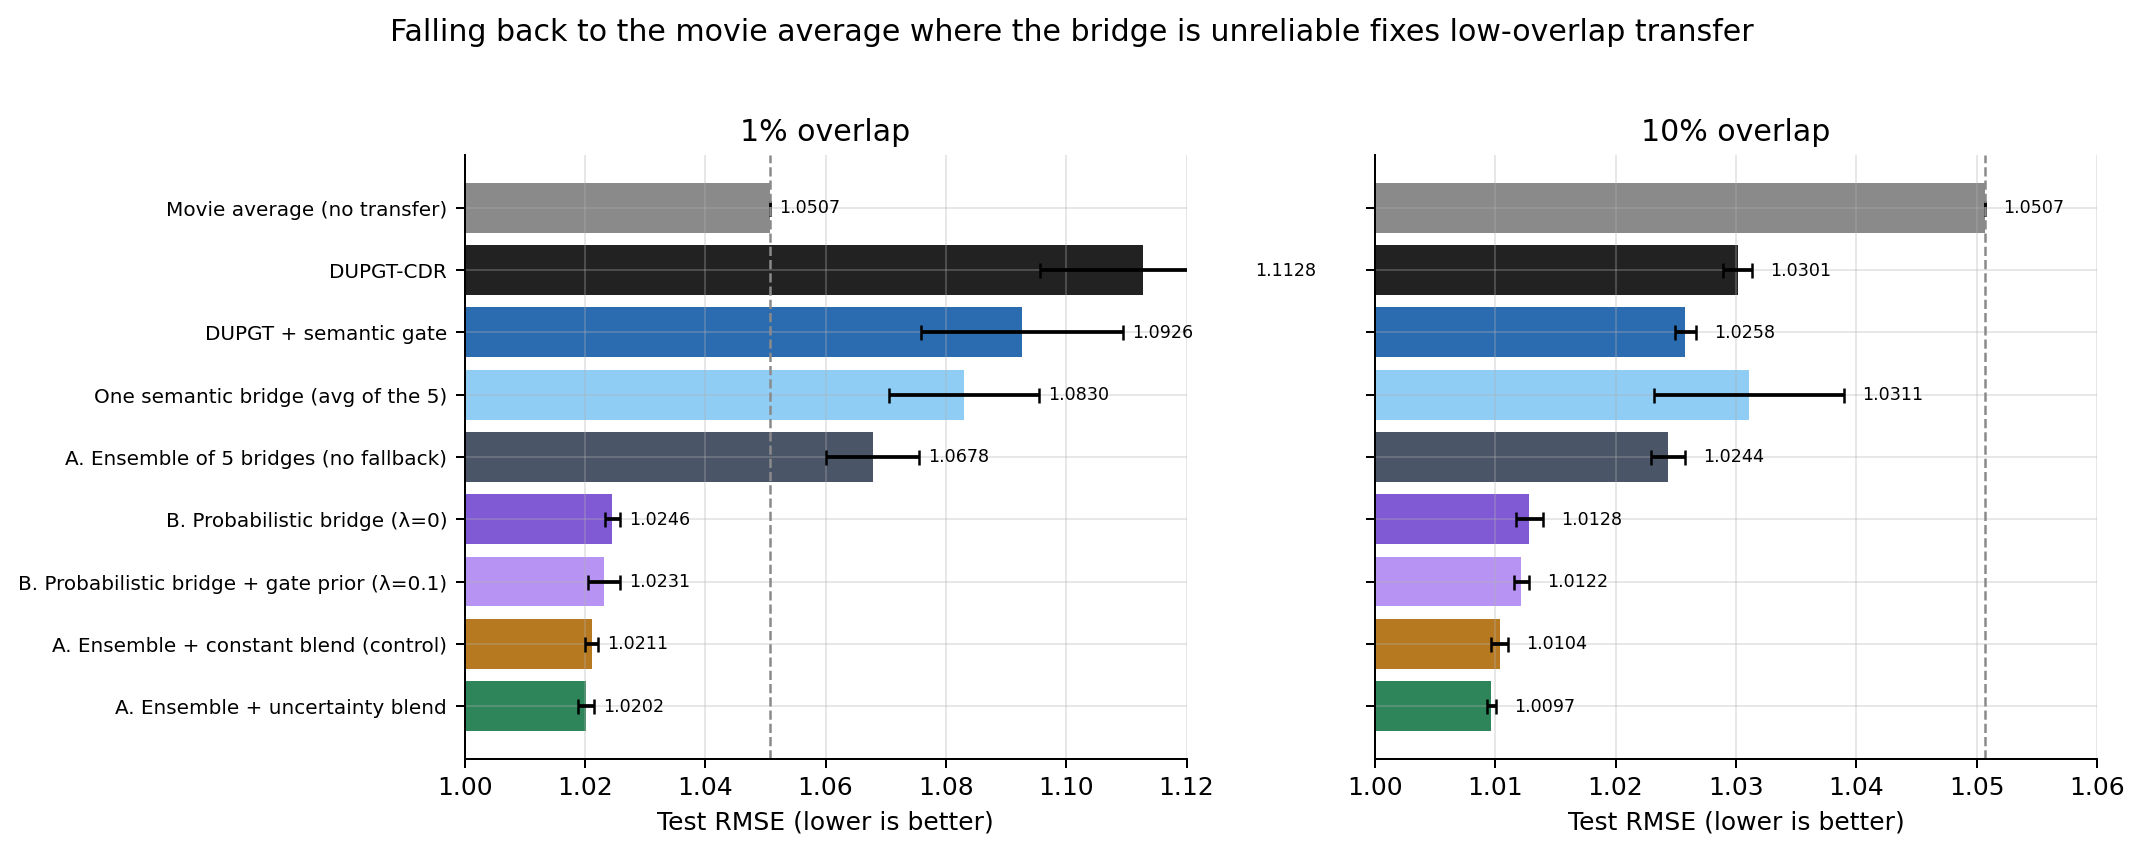 Falling back to the movie average where the bridge is unreliable fixes low-overlap transfer
1% overlap
Movie average (no transfer)
1.0507
DUPGT-CDR
1.1128
DUPGT + semantic gate
1.0926
One semantic bridge (avg of the 5)
1.0830
A. Ensemble of 5 bridges (no fallback)
1.0678
B. Probabilistic bridge (λ=0)
1.0246
B. Probabilistic bridge + gate prior (λ=0.1)
1.0231
A. Ensemble + constant blend (control)
1.0211
A. Ensemble + uncertainty blend
1.0202
1.00 1.02 1.04 1.06 1.08 1.10 1.12
Test RMSE (lower is better)
10% overlap
1.0507
1.0301
1.0258
1.0311
1.0244
1.0128
1.0122
1.0104
1.0097
1.00 1.01 1.02 1.03 1.04 1.05 1.06
Test RMSE (lower is better)